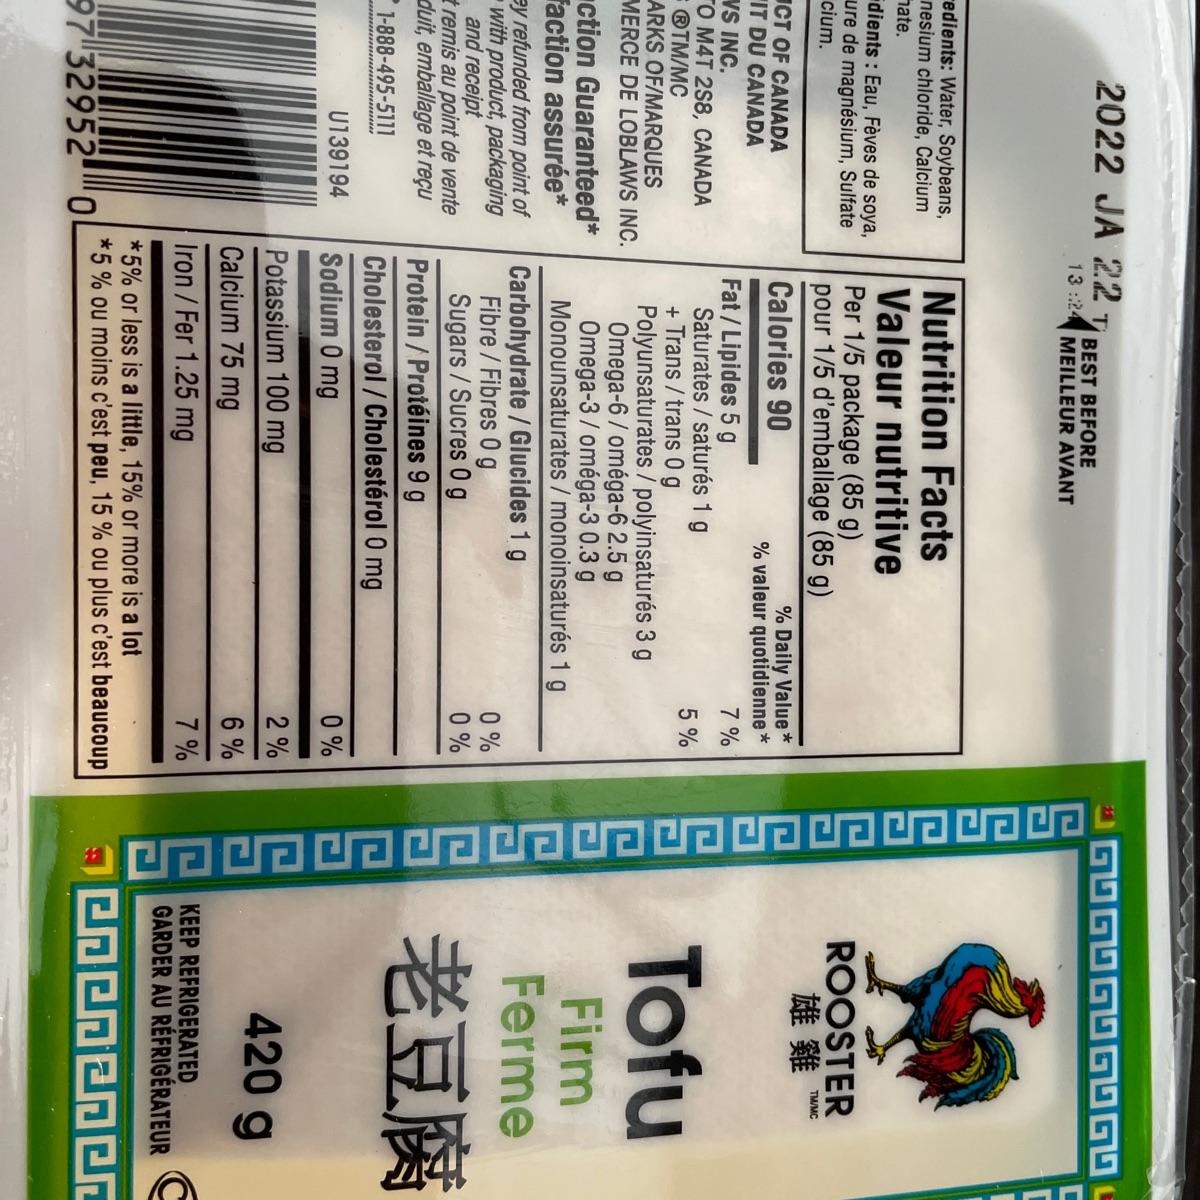 2022 JA 22 T
BEST BEFORE
MEILLEUR AVANT
Water, Soybeans,
chloride, Calcium
: Eau, Fèves de soya,
de magnésium, Sulfate
OF CANADA
DU CANADA
INC.
M4T 2S8, CANADA
®TM/MC
OF/MARQUES
DE LOBLAWS INC.
Guaranteed*
assurée*
refunded from point of
with product, packaging
and receipt
remis au point de vente
emballage et reçu
1-888-495-5111
U139194
97 32952 0
Nutrition Facts
Valeur nutritive
Per 1/5 package (85 g)
pour 1/5 d'emballage (85 g)
Calories 90
% Daily Value*
% valeur quotidienne*
Fat / Lipides 5 g 7 %
Saturates / saturés 1 g
+ Trans / trans 0 g 5 %
Polyunsaturates / polyinsaturés 3 g
Omega-6 / oméga-6 2.5 g
Omega-3 / oméga-3 0.3 g
Monounsaturates / monoinsaturés 1 g
Carbohydrate / Glucides 1 g
Fibre / Fibres 0 g 0 %
Sugars / Sucres 0 g 0 %
Protein / Protéines 9 g
Cholesterol / Cholestérol 0 mg
Sodium 0 mg 0 %
Potassium 100 mg 2 %
Calcium 75 mg 6 %
Iron / Fer 1.25 mg 7 %
*5% or less is a little, 15% or more is a lot
*5 % ou moins c'est peu, 15 % ou plus c'est beaucoup
ROOSTER TM/MC
雄雞
Tofu
Firm
Ferme
老豆腐
420 g
KEEP REFRIGERATED
GARDER AU RÉFRIGÉRATEUR